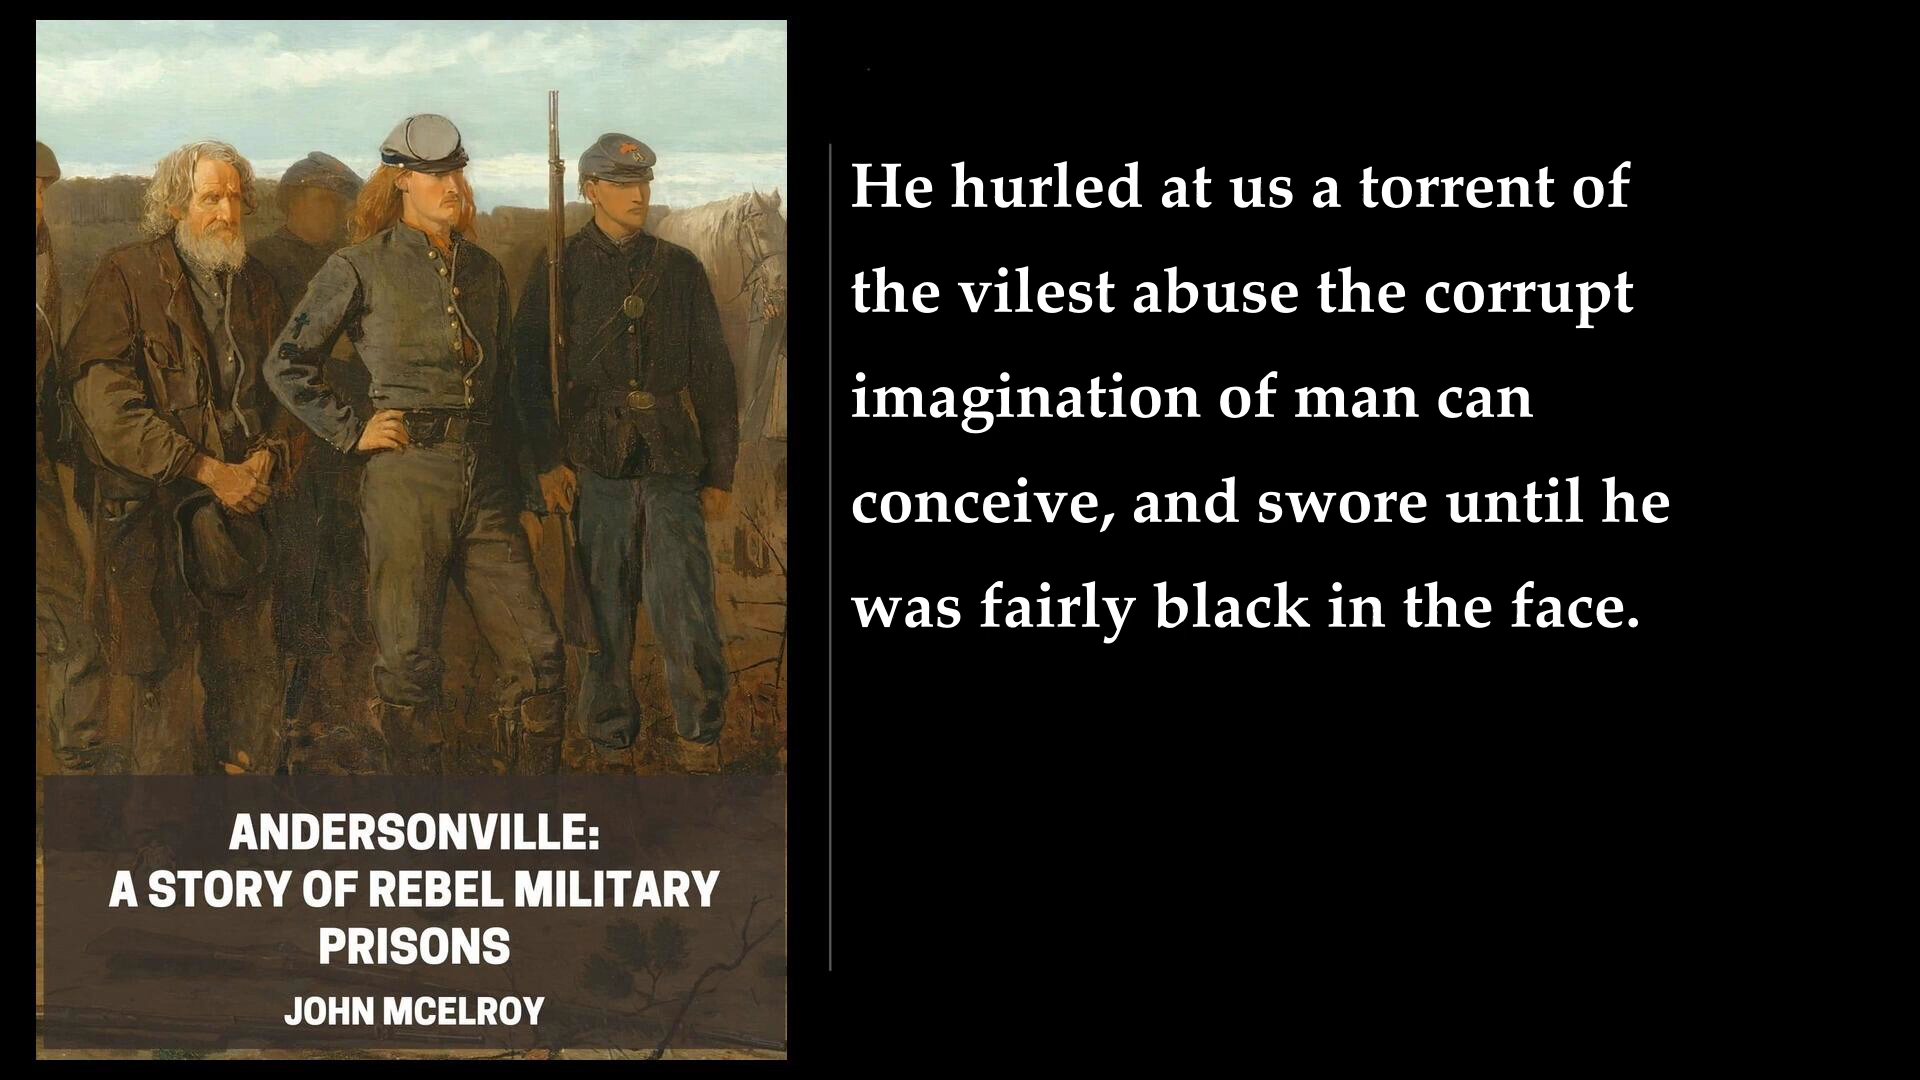 ANDERSONVILLE:
A STORY OF REBEL MILITARY
PRISONS
JOHN MCELROY
He hurled at us a torrent of
the vilest abuse the corrupt
imagination of man can
conceive, and swore until he
was fairly black in the face.